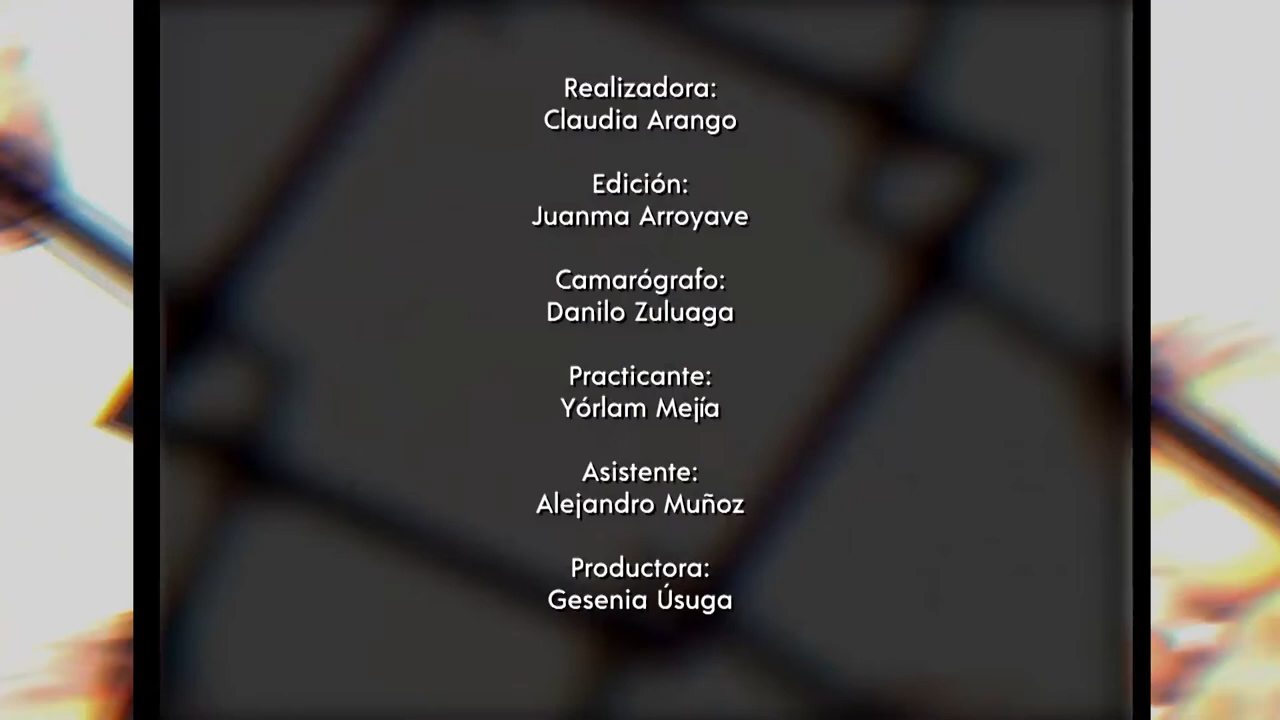 Realizadora:
Claudia Arango
Edición:
Juanma Arroyave
Camarógrafo:
Danilo Zuluaga
Practicante:
Yórlam Mejía
Asistente:
Alejandro Muñoz
Productora:
Gesenia Úsuga